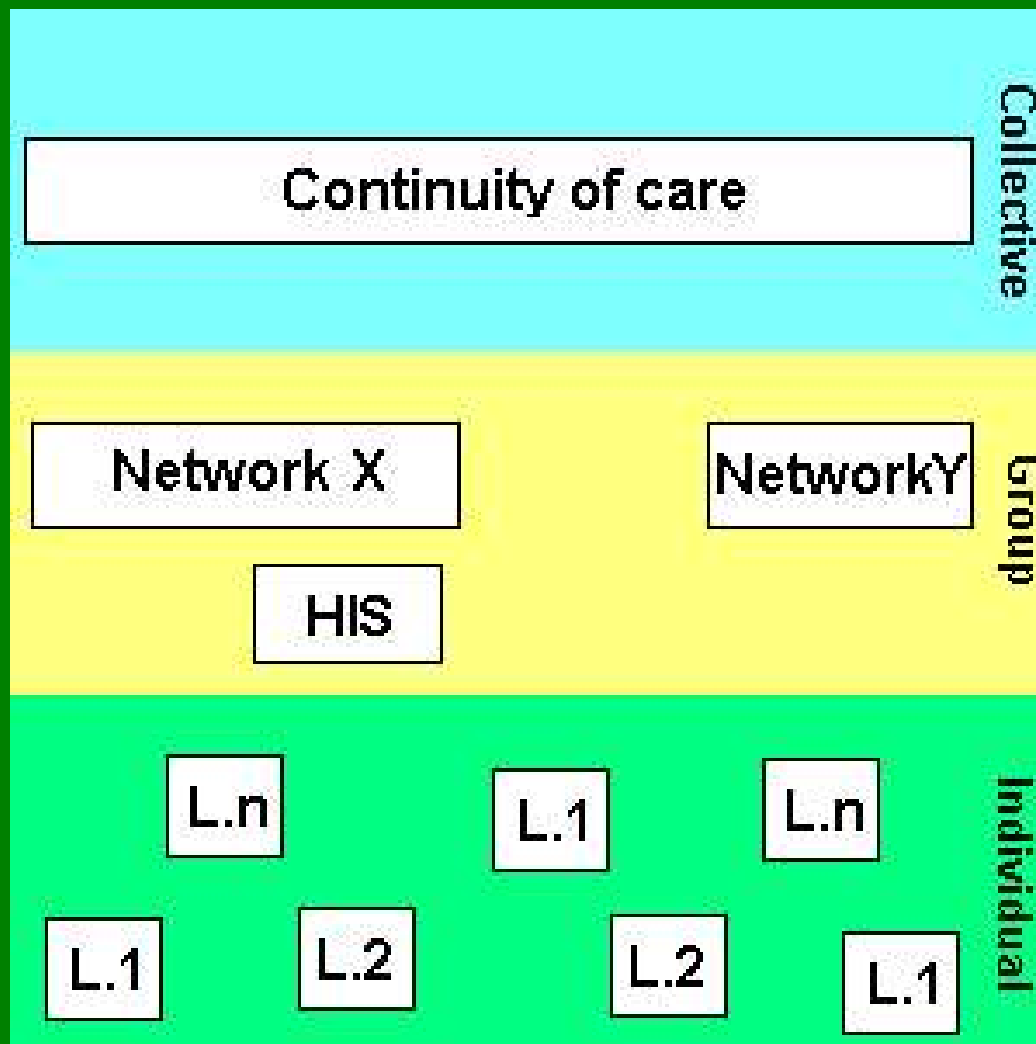 Collective
Continuity of care
Group
Network X
NetworkY
HIS
Individual
L.n
L.1
L.n
L.1
L.2
L.2
L.1